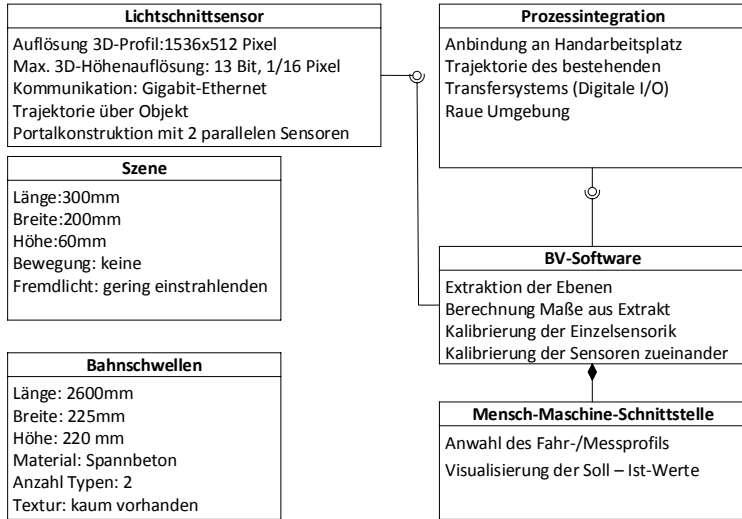 Lichtschnittsensor
Auflösung 3D-Profil:1536x512 Pixel
Max. 3D-Höhenauflösung: 13 Bit, 1/16 Pixel
Kommunikation: Gigabit-Ethernet
Trajektorie über Objekt
Portalkonstruktion mit 2 parallelen Sensoren
Szene
Länge:300mm
Breite:200mm
Höhe:60mm
Bewegung: keine
Fremdlicht: gering einstrahlenden
Bahnschwellen
Länge: 2600mm
Breite: 225mm
Höhe: 220 mm
Material: Spannbeton
Anzahl Typen: 2
Textur: kaum vorhanden
Prozessintegration
Anbindung an Handarbeitsplatz
Trajektorie des bestehenden
Transfersystems (Digitale I/O)
Raue Umgebung
BV-Software
Extraktion der Ebenen
Berechnung Maße aus Extrakt
Kalibrierung der Einzelsensorik
Kalibrierung der Sensoren zueinander
Mensch-Maschine-Schnittstelle
Anwahl des Fahr-/Messprofils
Visualisierung der Soll – Ist-Werte